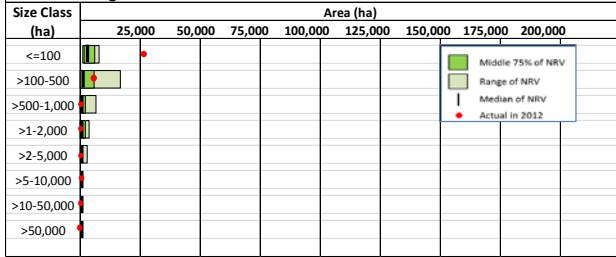 Size Class
(ha)
Area (ha)
25,000 50,000 75,000 100,000 125,000 150,000 175,000 200,000
<=100
>100-500
>500-1,000
>1-2,000
>2-5,000
>5-10,000
>10-50,000
>50,000
Middle 75% of NRV
Range of NRV
Median of NRV
Actual in 2012